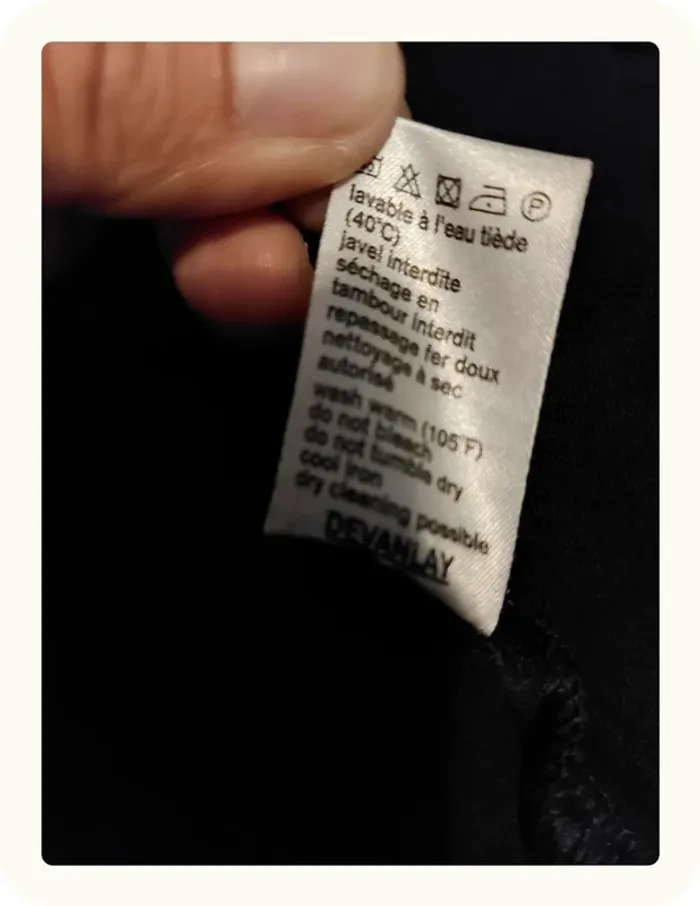 P
lavable à l'eau tiède
(40°C)
javel interdite
séchage en
tambour interdit
repassage fer doux
nettoyage à sec
autorisé
wash warm (105°F)
do not bleach
do not tumble dry
cool iron
dry cleaning possible
DEVANLAY